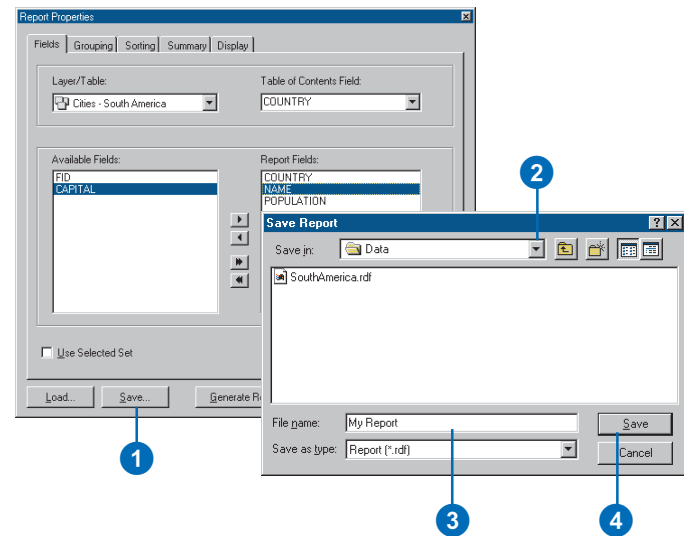 Report Properties
Fields Grouping Sorting Summary Display
Layer/Table:
Cities - South America
Table of Contents Field:
COUNTRY
Available Fields:
FID
CAPITAL
Report Fields:
COUNTRY
NAME
POPULATION
Use Selected Set
Load... Save... Generate
1
2
Save Report
Save in: Data
SouthAmerica.rdf
File name: My Report
Save
Save as type: Report (*.rdf)
Cancel
3
4